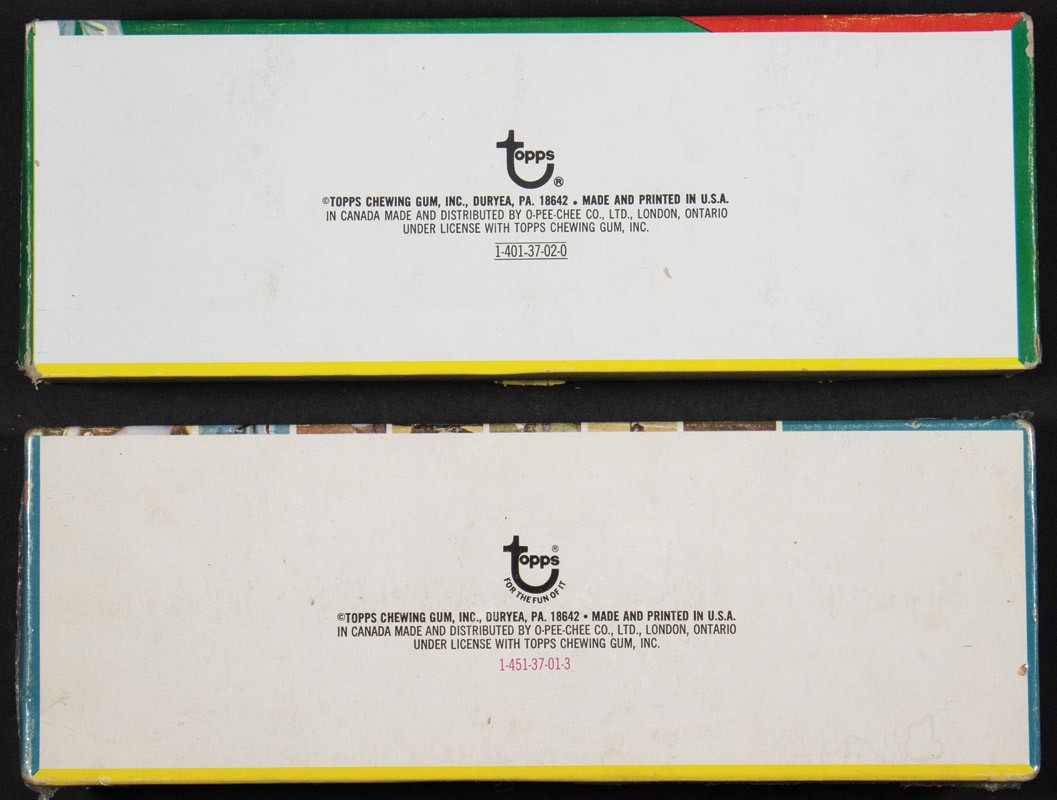 topps ®
©TOPPS CHEWING GUM, INC., DURYEA, PA. 18642 • MADE AND PRINTED IN U.S.A.
IN CANADA MADE AND DISTRIBUTED BY O-PEE-CHEE CO., LTD., LONDON, ONTARIO
UNDER LICENSE WITH TOPPS CHEWING GUM, INC.
1-401-37-02-0
topps ®
FOR THE FUN OF IT
©TOPPS CHEWING GUM, INC., DURYEA, PA. 18642 • MADE AND PRINTED IN U.S.A.
IN CANADA MADE AND DISTRIBUTED BY O-PEE-CHEE CO., LTD., LONDON, ONTARIO
UNDER LICENSE WITH TOPPS CHEWING GUM, INC.
1-451-37-01-3